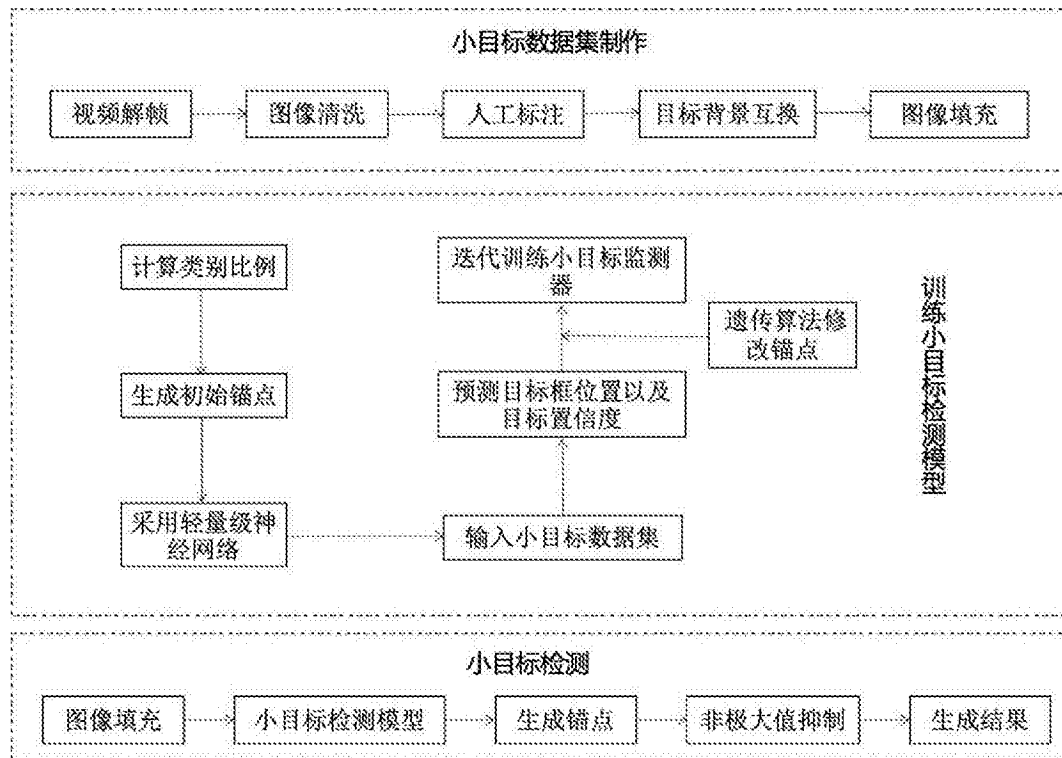 小目标数据集制作
视频解帧
图像清洗
人工标注
目标背景互换
图像填充
计算类别比例
生成初始锚点
采用轻量级神
经网络
输入小目标数据集
预测目标框位置以及
目标置信度
迭代训练小目标监测
器
遗传算法修
改锚点
训练小目标检测模型
小目标检测
图像填充
小目标检测模型
生成锚点
非极大值抑制
生成结果